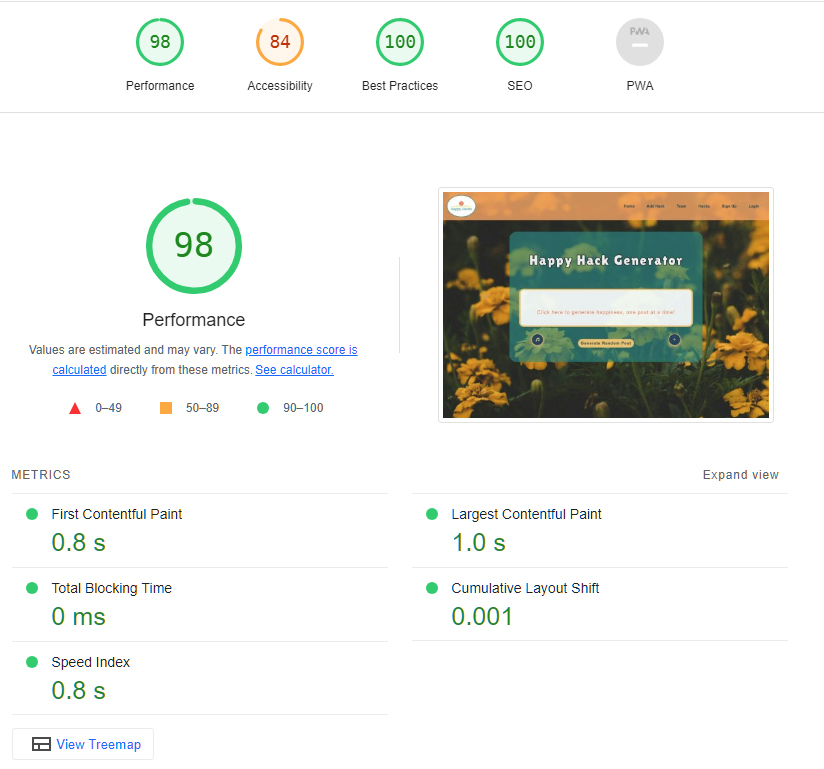 98
84
100
100
PWA
Performance
Accessibility
Best Practices
SEO
PWA
98
Performance
Values are estimated and may vary. The performance score is
calculated directly from these metrics. See calculator.
0–49
50–89
90–100
Home
Add Hack
Team
Hacks
Sign Up
Login
Happy Hack Generator
Click here to generate happiness, one post at a time!
Generate Random Post
METRICS
Expand view
First Contentful Paint
0.8 s
Largest Contentful Paint
1.0 s
Total Blocking Time
0 ms
Cumulative Layout Shift
0.001
Speed Index
0.8 s
View Treemap